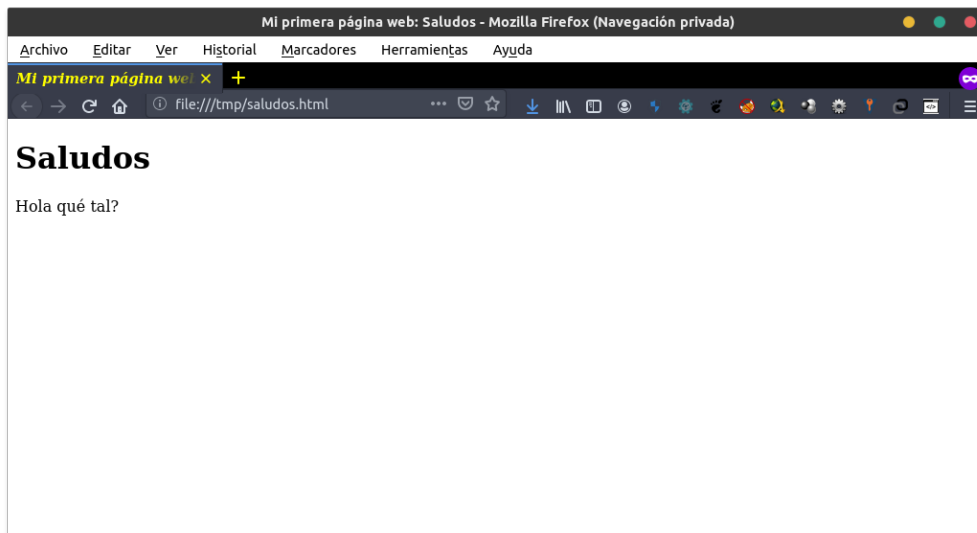 Mi primera página web: Saludos - Mozilla Firefox (Navegación privada)
Archivo Editar Ver Historial Marcadores Herramientas Ayuda
Mi primera página wel
file:///tmp/saludos.html
Saludos
Hola qué tal?